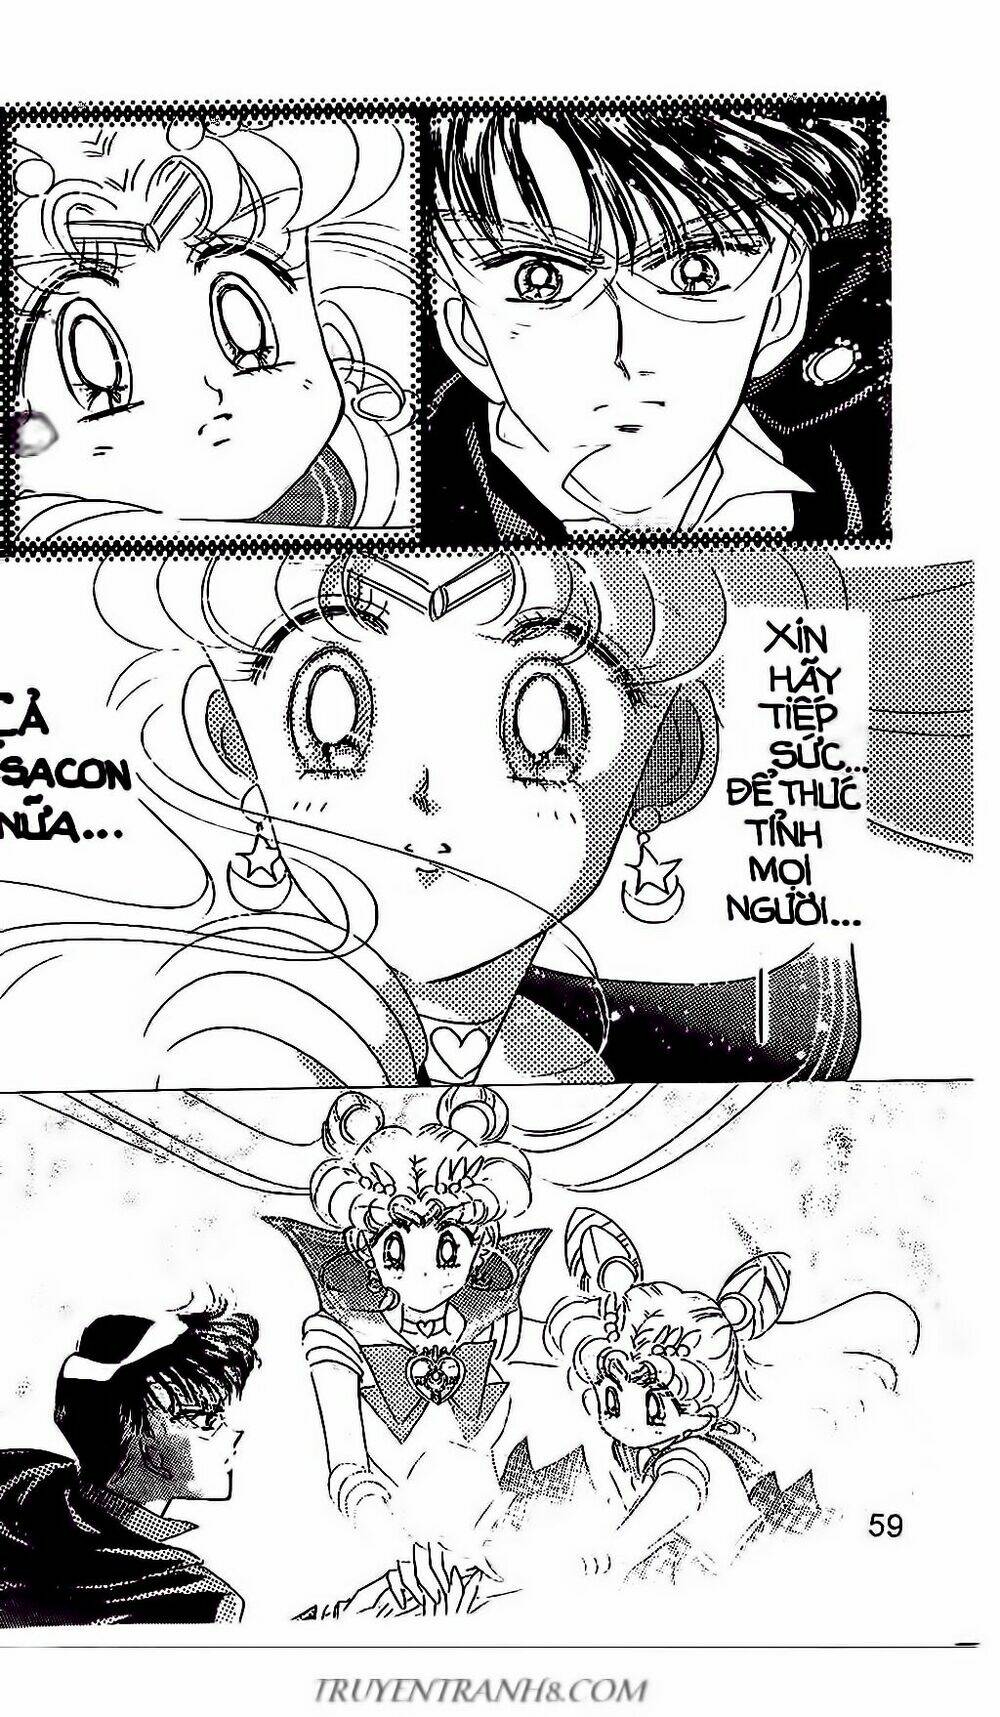 XIN
HÃY
TIẾP
SỨC...
ĐỂ THỨC
TỈNH
MỌI
NGƯỜI...
CẢ
SACON
NỮA...
59
TRUYENTRANH8.COM